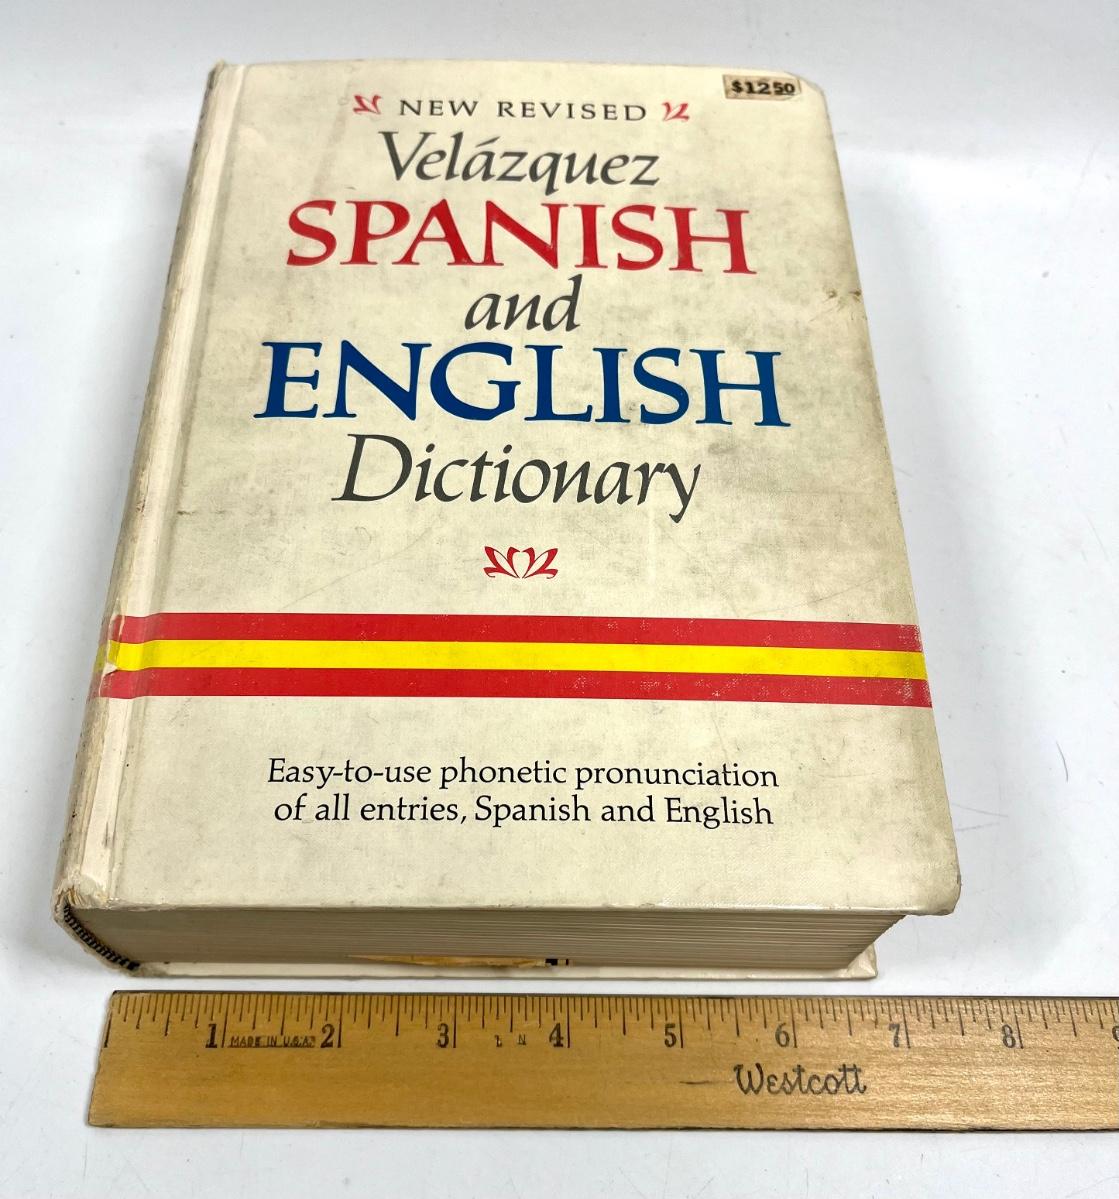 $12.50
NEW REVISED
Velázquez
SPANISH
and
ENGLISH
Dictionary
Easy-to-use phonetic pronunciation
of all entries, Spanish and English
1 MADE IN U.S.A. 2 3 4 5 6 7 8
Westcott